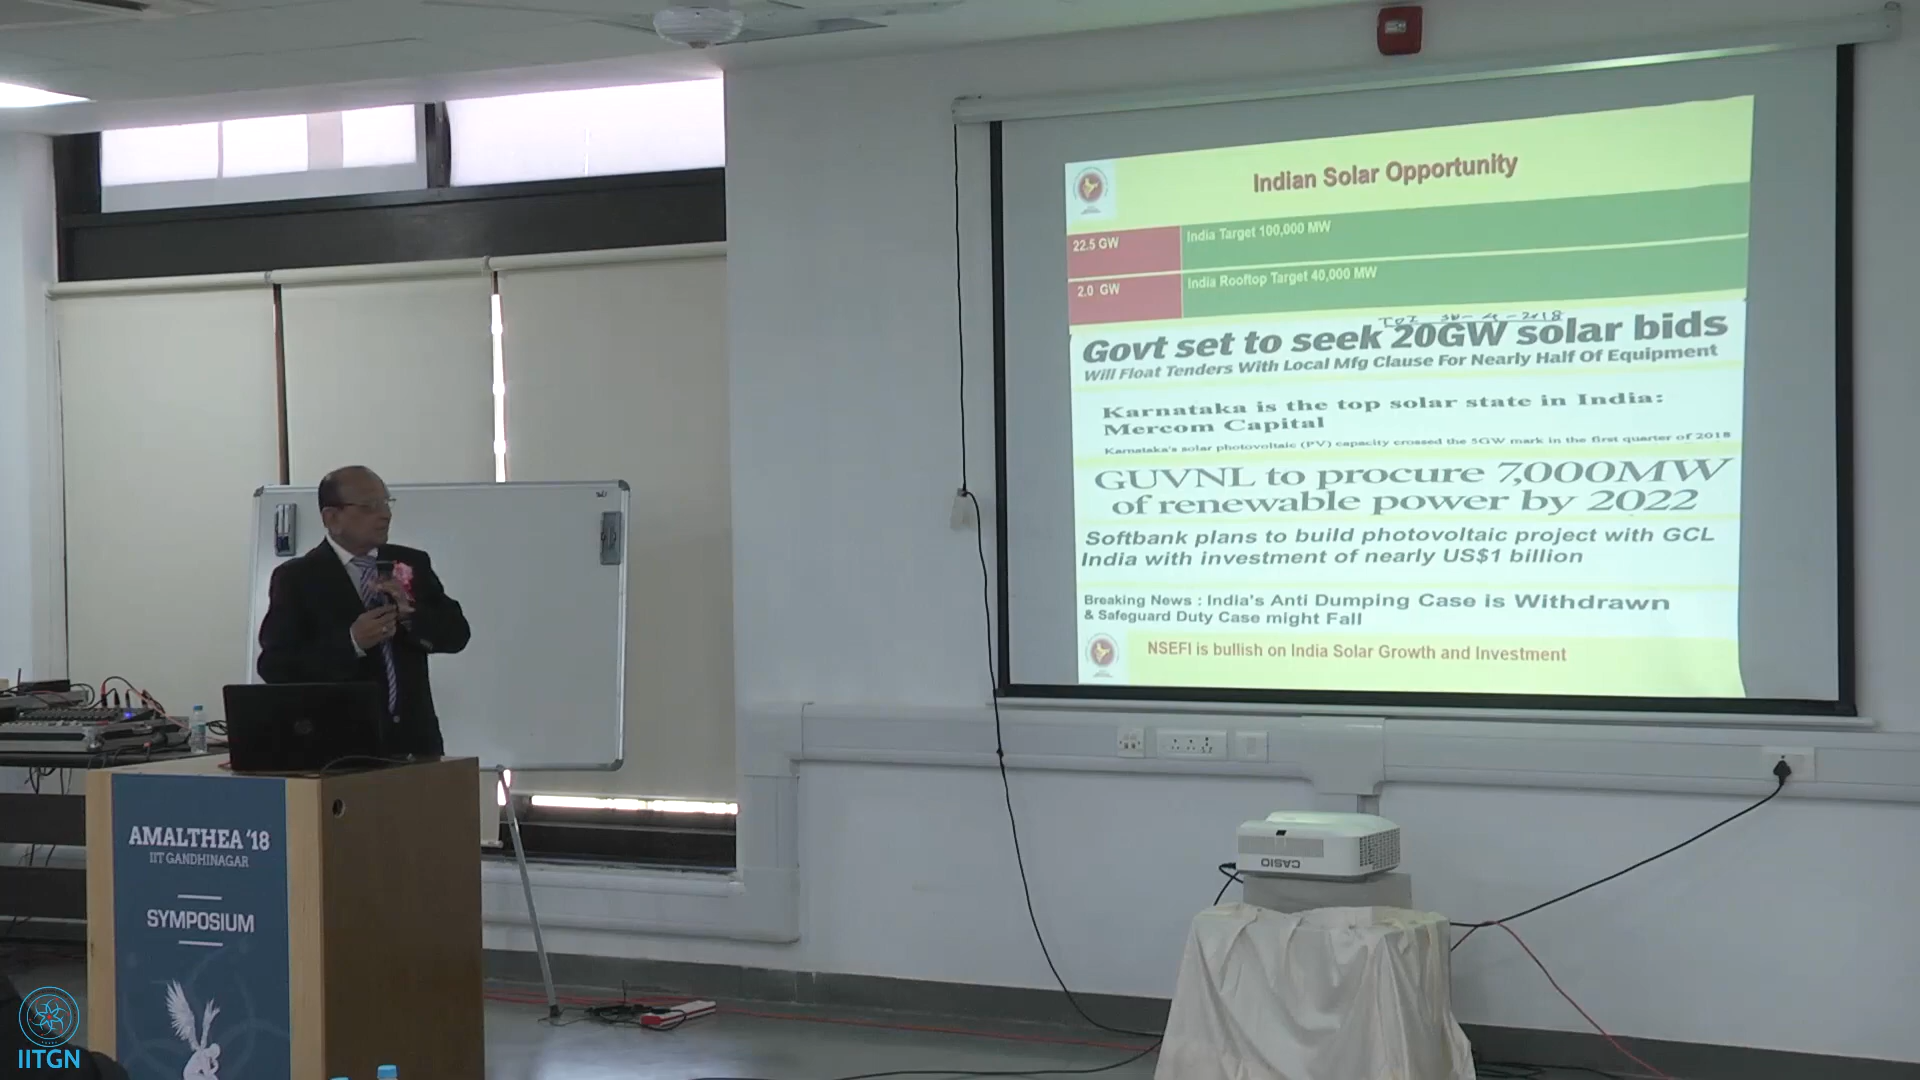 Indian Solar Opportunity
22.5 GW
India Target 100,000 MW
2.0 GW
India Rooftop Target 40,000 MW
Govt set to seek 20GW solar bids
Will Float Tenders With Local Mfg Clause For Nearly Half Of Equipment
Karnataka is the top solar state in India:
Mercom Capital
Karnataka's solar photovoltaic (PV) capacity crossed the 5GW mark in the first quarter of 2018
GUVNL to procure 7,000MW
of renewable power by 2022
Softbank plans to build photovoltaic project with GCL
India with investment of nearly US$1 billion
Breaking News : India's Anti Dumping Case is Withdrawn
& Safeguard Duty Case might Fall
NSEFI is bullish on India Solar Growth and Investment
AMALTHEA '18
IIT GANDHINAGAR
SYMPOSIUM
CASIO
IITGN